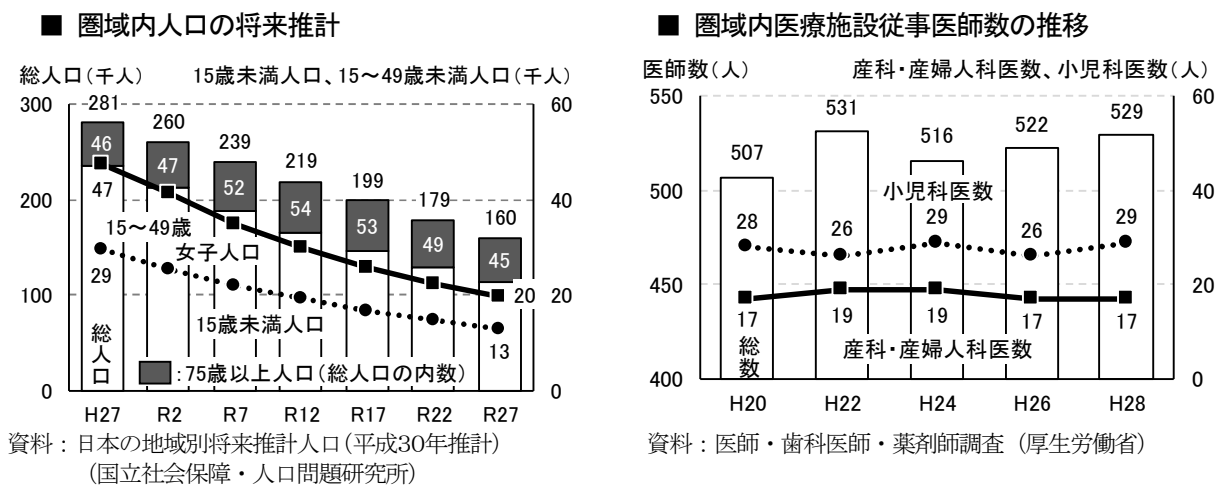 ■ 圏域内人口の将来推計
総人口（千人） 15歳未満人口、15～49歳未満人口（千人）
300 281 60
260
239
219
46 47 52 54
200 199 179 160 40
47 53 49 45
15～49歳
女子人口
29
100 20 20
15歳未満人口
13
総人口
■：75歳以上人口（総人口の内数）
0 0
H27 R2 R7 R12 R17 R22 R27
資料：日本の地域別将来推計人口（平成30年推計）
（国立社会保障・人口問題研究所）
■ 圏域内医療施設従事医師数の推移
医師数（人） 産科・産婦人科医数、小児科医数（人）
550 60
507 531 516 522 529
500 40
小児科医数
28 26 29 26 29
450 20
17 19 19 17 17
総数
産科・産婦人科医数
400 0
H20 H22 H24 H26 H28
資料：医師・歯科医師・薬剤師調査（厚生労働省）